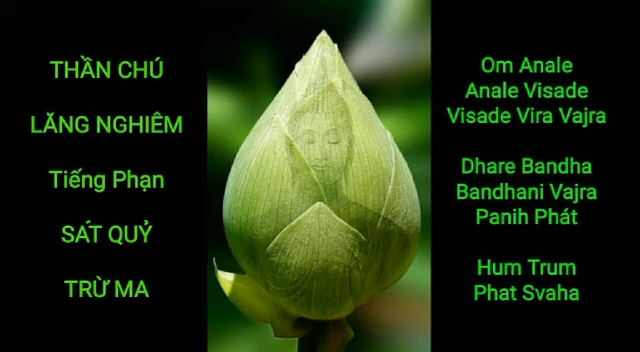 THẦN CHÚ
LĂNG NGHIÊM
Tiếng Phạn
SÁT QUỶ
TRỪ MA
Om Anale
Anale Visade
Visade Vira Vajra
Dhare Bandha
Bandhani Vajra
Panih Phát
Hum Trum
Phat Svaha